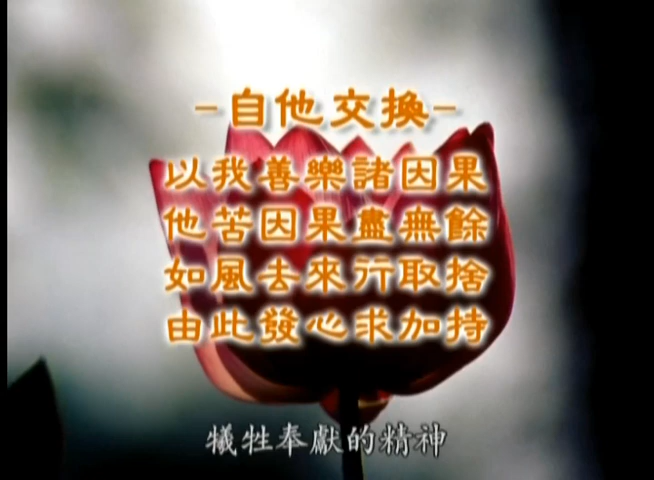 -自他交換-
以我善樂諸因果
他苦因果盡無餘
如風去來行取捨
由此發心求加持
犧牲奉獻的精神